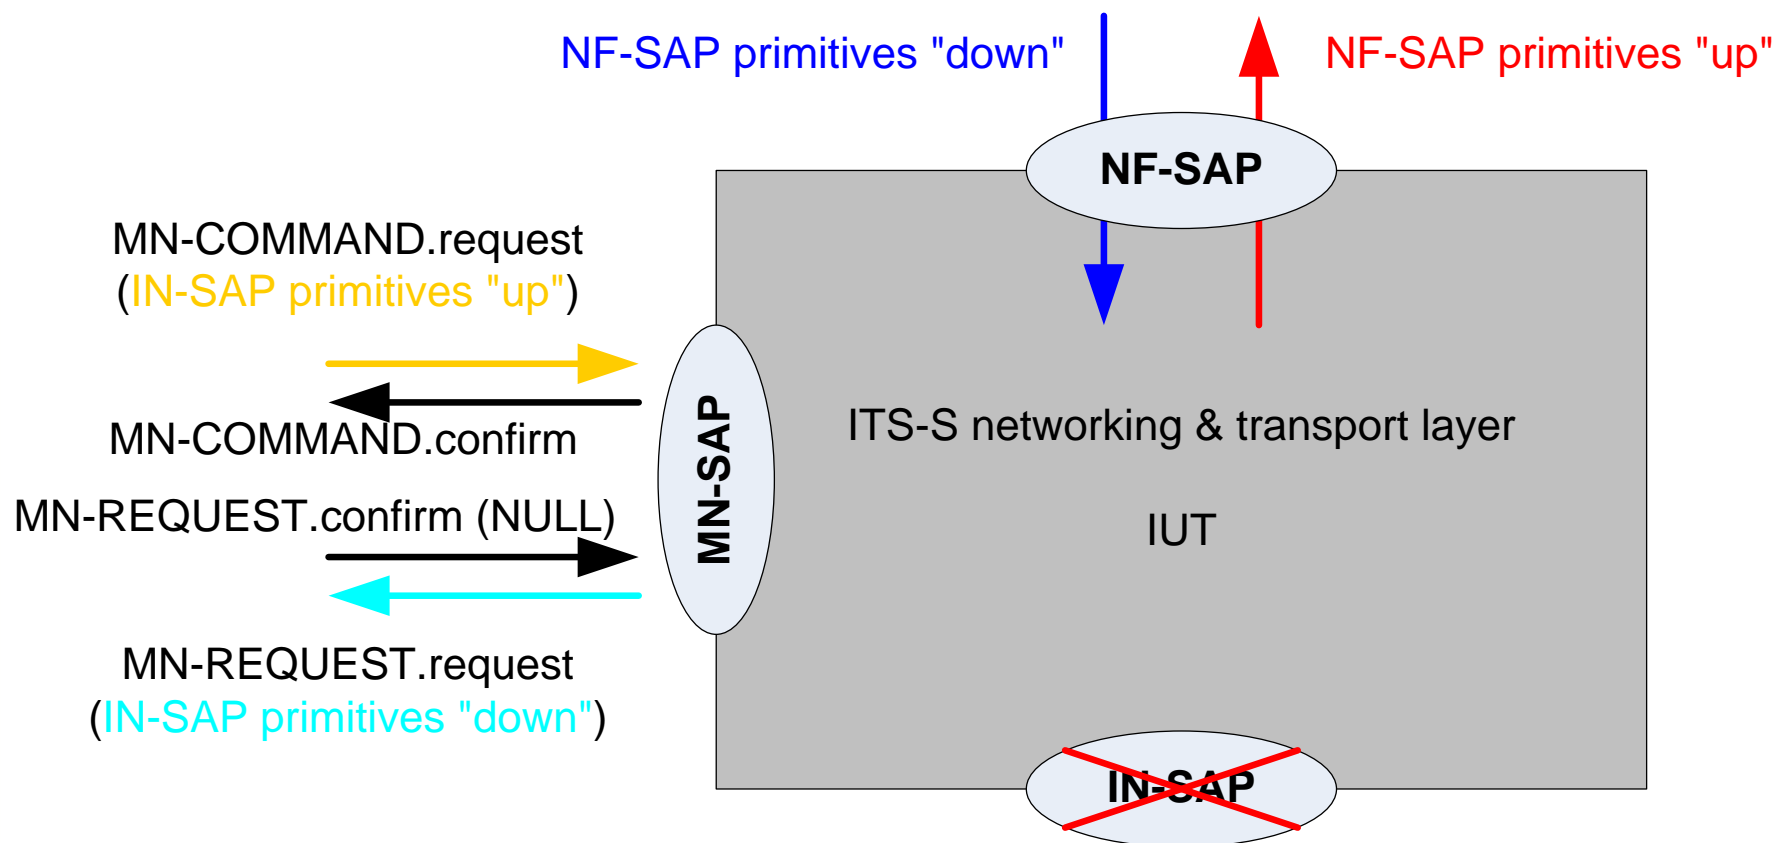 NF-SAP primitives "down"
NF-SAP primitives "up"
NF-SAP
MN-COMMAND.request
(IN-SAP primitives "up")
MN-COMMAND.confirm
MN-REQUEST.confirm (NULL)
MN-REQUEST.request
(IN-SAP primitives "down")
MN-SAP
ITS-S networking & transport layer
IUT
IN-SAP